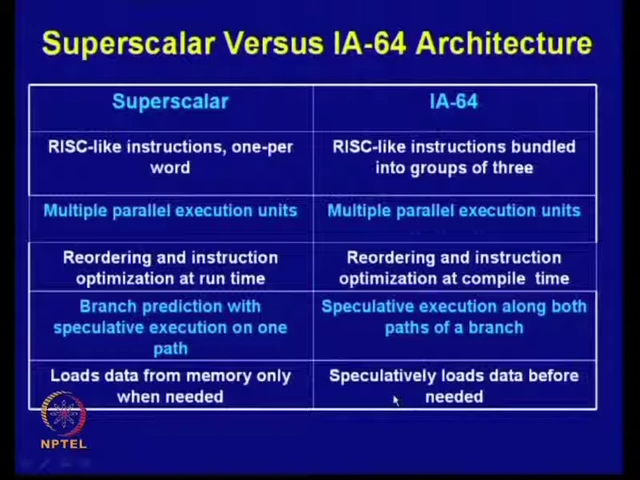 Superscalar Versus IA-64 Architecture
Superscalar
IA-64
RISC-like instructions, one-per
word
RISC-like instructions bundled
into groups of three
Multiple parallel execution units
Multiple parallel execution units
Reordering and instruction
optimization at run time
Reordering and instruction
optimization at compile time
Branch prediction with
speculative execution on one
path
Speculative execution along both
paths of a branch
Loads data from memory only
when needed
Speculatively loads data before
needed
NPTEL